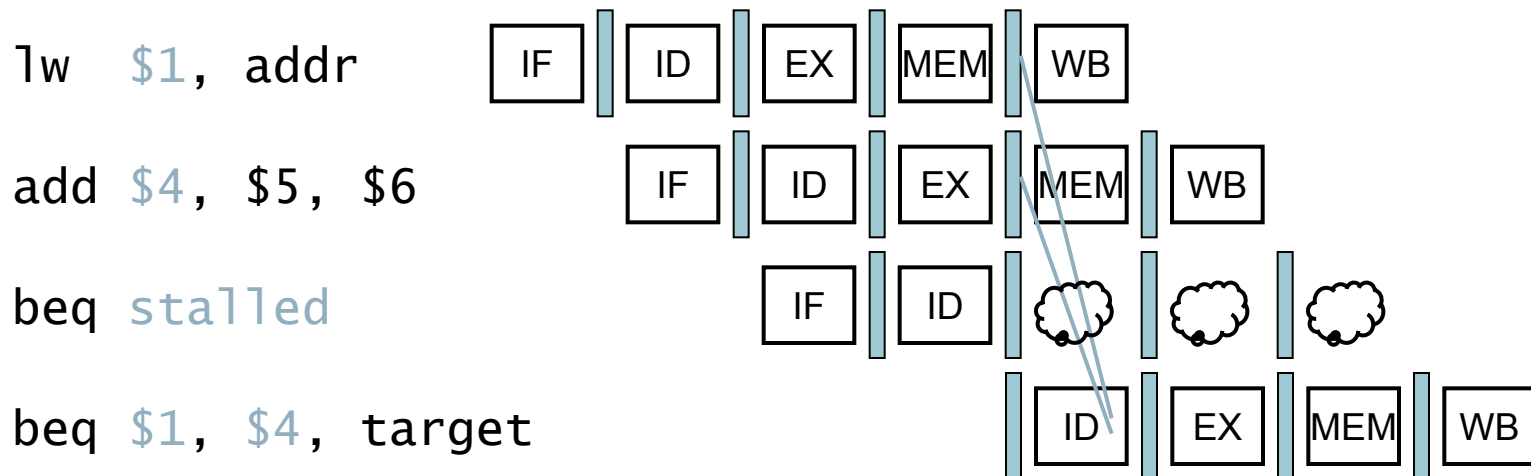 lw $1, addr IF ID EX MEM WB
add $4, $5, $6 IF ID EX MEM WB
beq stalled IF ID
beq $1, $4, target ID EX MEM WB